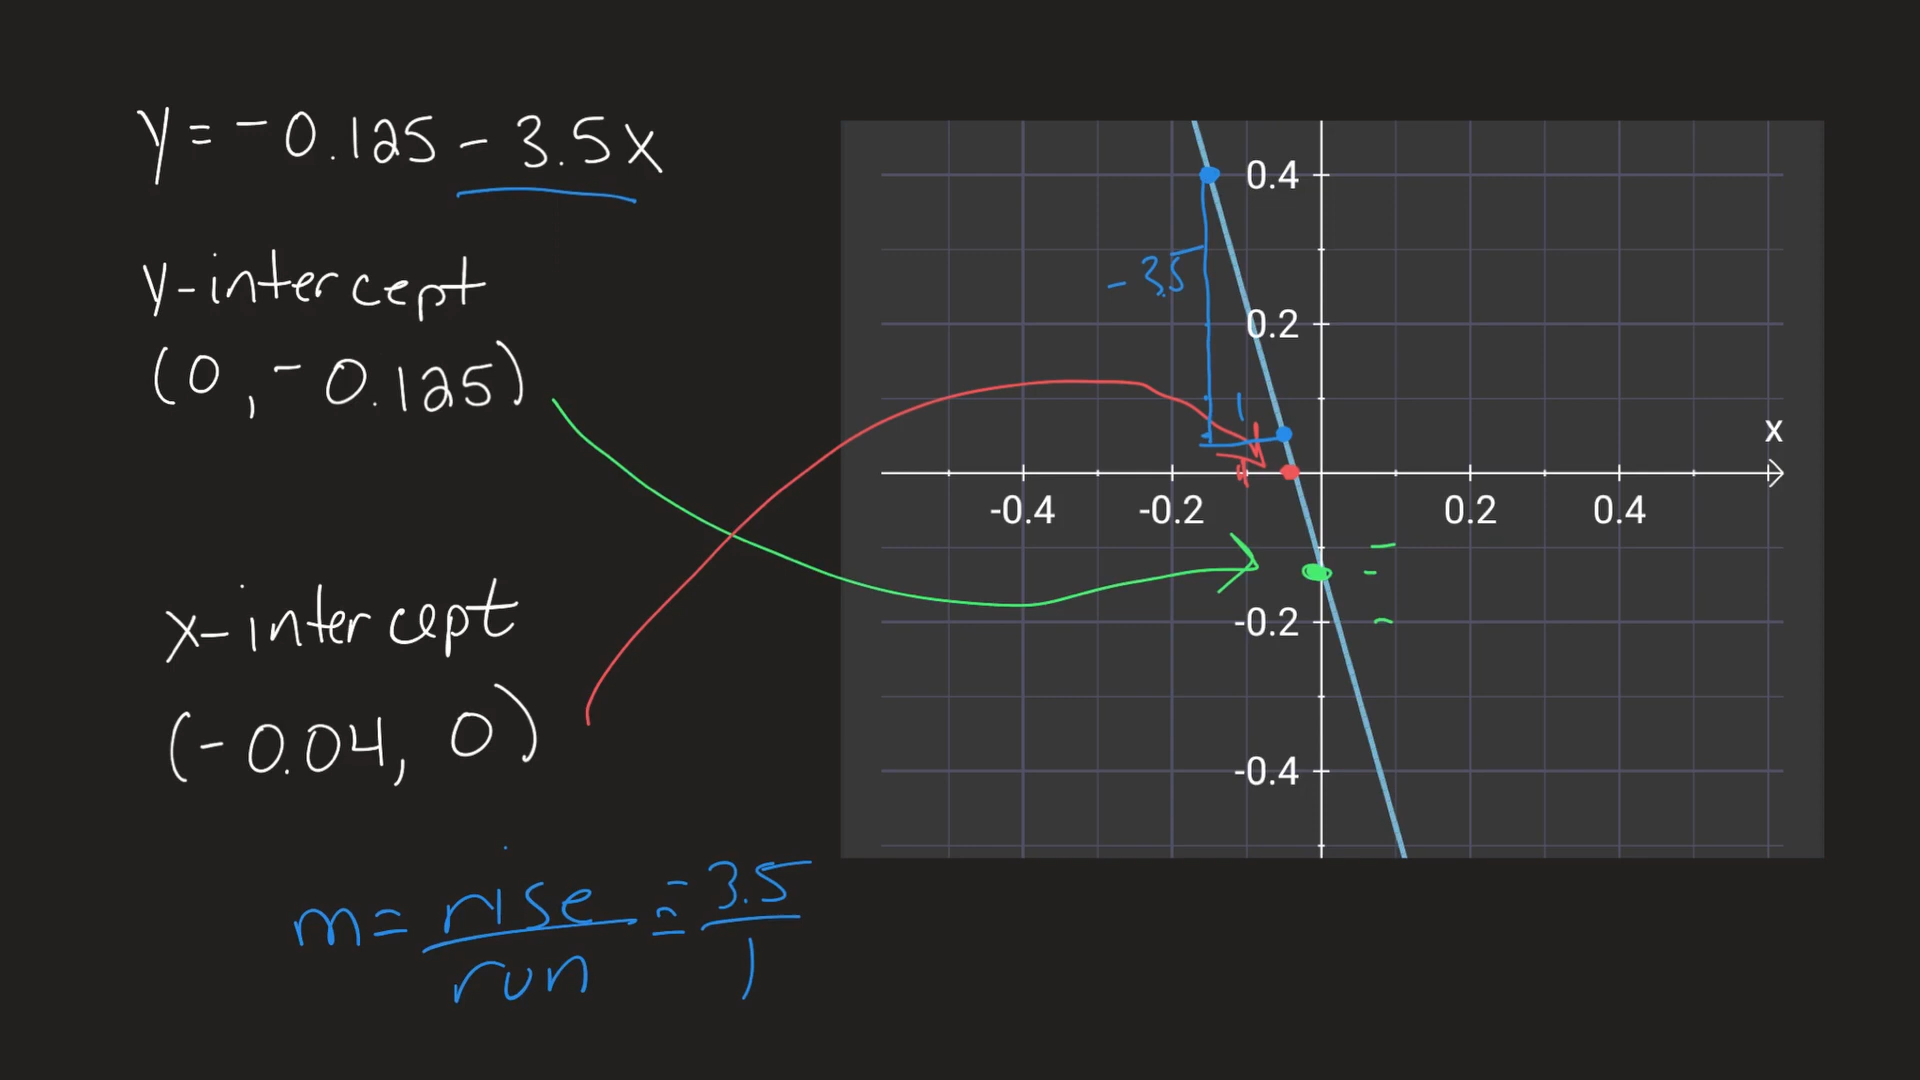 y = -0.125 - 3.5x
y-intercept
(0, -0.125)
x-intercept
(-0.04, 0)
m = rise/run = -3.5/1
0.4
-3.5
0.2
1
x
-0.4 -0.2 0.2 0.4
-0.2
-0.4